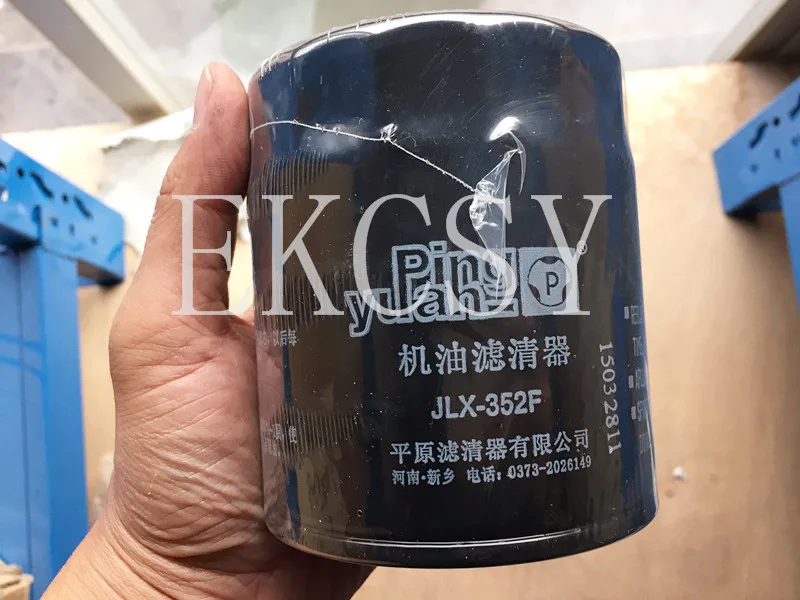 EKCSY
Ping
yuan
P
®
机油滤清器
JLX-352F
平原滤清器有限公司
河南·新乡 电话：0373-2026149
15032811